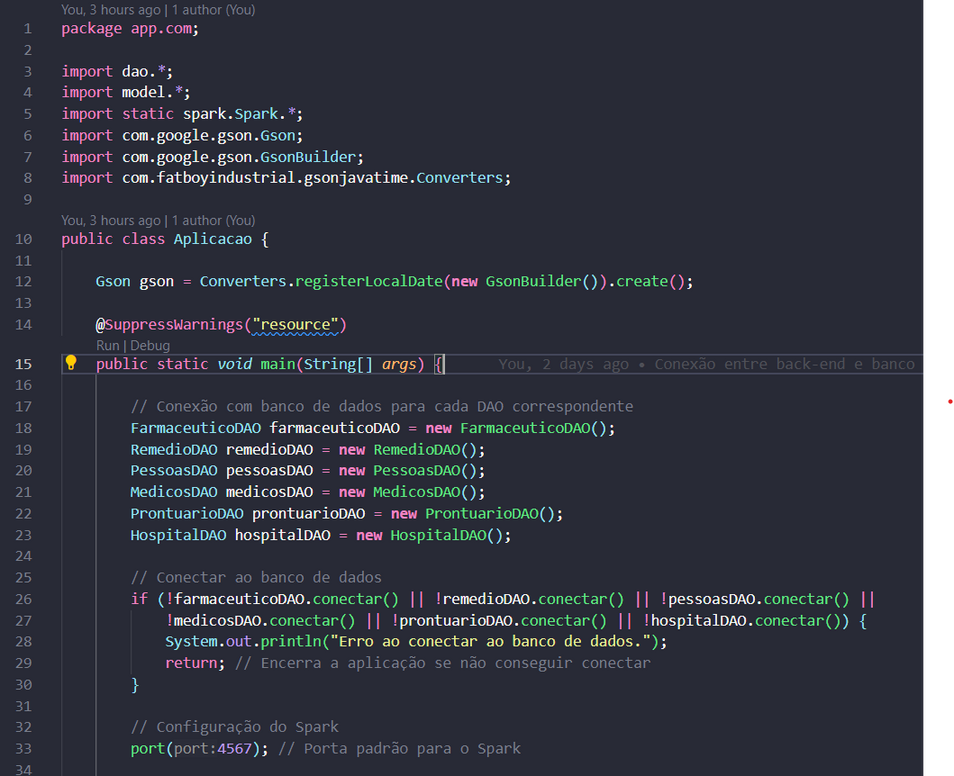 You, 3 hours ago | 1 author (You)
1 package app.com;
2
3 import dao.*;
4 import model.*;
5 import static spark.Spark.*;
6 import com.google.gson.Gson;
7 import com.google.gson.GsonBuilder;
8 import com.fatboyindustrial.gsonjavatime.Converters;
9
You, 3 hours ago | 1 author (You)
10 public class Aplicacao {
11
12 Gson gson = Converters.registerLocalDate(new GsonBuilder()).create();
13
14 @SuppressWarnings("resource")
Run | Debug
15 public static void main(String[] args) { You, 2 days ago • Conexão entre back-end e banco
16
17 // Conexão com banco de dados para cada DAO correspondente
18 FarmaceuticoDAO farmaceuticoDAO = new FarmaceuticoDAO();
19 RemedioDAO remedioDAO = new RemedioDAO();
20 PessoasDAO pessoasDAO = new PessoasDAO();
21 MedicosDAO medicosDAO = new MedicosDAO();
22 ProntuarioDAO prontuarioDAO = new ProntuarioDAO();
23 HospitalDAO hospitalDAO = new HospitalDAO();
24
25 // Conectar ao banco de dados
26 if (!farmaceuticoDAO.conectar() || !remedioDAO.conectar() || !pessoasDAO.conectar() ||
27 !medicosDAO.conectar() || !prontuarioDAO.conectar() || !hospitalDAO.conectar()) {
28 System.out.println("Erro ao conectar ao banco de dados.");
29 return; // Encerra a aplicação se não conseguir conectar
30 }
31
32 // Configuração do Spark
33 port(port:4567); // Porta padrão para o Spark
34